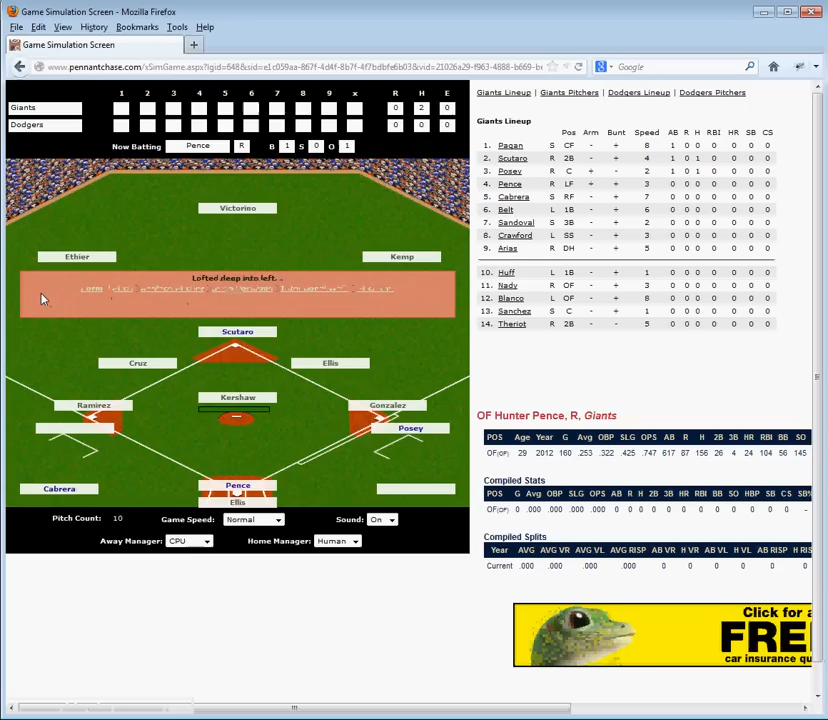 Game Simulation Screen - Mozilla Firefox
File Edit View History Bookmarks Tools Help
Game Simulation Screen
www.pennantchase.com/xSimGame.aspx?lgid=648&sid=e1c059aa-867f-4d4f-8b7f-4f7bdbfe6b03&vid=21026a29-f963-4888-b669-b
Google
1 2 3 4 5 6 7 8 9 x R H E
Giants 0 2 0
Dodgers 0 0 0
Now Batting Pence R B 1 S 0 O 1
Victorino
Ethier Kemp
Lofted deep into left...
Scutaro
Cruz Ellis
Kershaw
Ramirez Gonzalez
Posey
Cabrera Pence
Ellis
Pitch Count: 10 Game Speed: Normal Sound: On
Away Manager: CPU Home Manager: Human
Giants Lineup | Giants Pitchers | Dodgers Lineup | Dodgers Pitchers
Giants Lineup
Pos Arm Bunt Speed AB R H RBI HR SB CS
1. Pagan S CF - + 8 1 0 0 0 0 0 0
2. Scutaro R 2B - + 4 1 0 1 0 0 0 0
3. Posey R C + - 2 1 0 1 0 0 0 0
4. Pence R LF + + 3 0 0 0 0 0 0 0
5. Cabrera S RF - + 7 0 0 0 0 0 0 0
6. Belt L 1B - + 6 0 0 0 0 0 0 0
7. Sandoval S 3B - + 2 0 0 0 0 0 0 0
8. Crawford L SS - + 3 0 0 0 0 0 0 0
9. Arias R DH - + 5 0 0 0 0 0 0 0
10. Huff L 1B - + 1 0 0 0 0 0 0 0
11. Nady R OF - + 3 0 0 0 0 0 0 0
12. Blanco L OF - + 8 0 0 0 0 0 0 0
13. Sanchez S C - + 1 0 0 0 0 0 0 0
14. Theriot R 2B - - 5 0 0 0 0 0 0 0
OF Hunter Pence, R, Giants
POS Age Year G Avg OBP SLG OPS AB R H 2B 3B HR RBI BB SO
OF(OF) 29 2012 160 .253 .322 .425 .747 617 87 156 26 4 24 104 56 145
Compiled Stats
POS G Avg OBP SLG OPS AB R H 2B 3B HR RBI BB SO HBP SB CS SB%
OF(OF) 0 .000 .000 .000 .000 0 0 0 0 0 0 0 0 0 0 0 0 -
Compiled Splits
Year AVG AVG VR AVG VL AVG RISP AB VR H VR AB VL H VL AB RISP H RIS
Current .000 .000 .000 .000 0 0 0 0 0 0
Click for a
FRE
car insurance qu